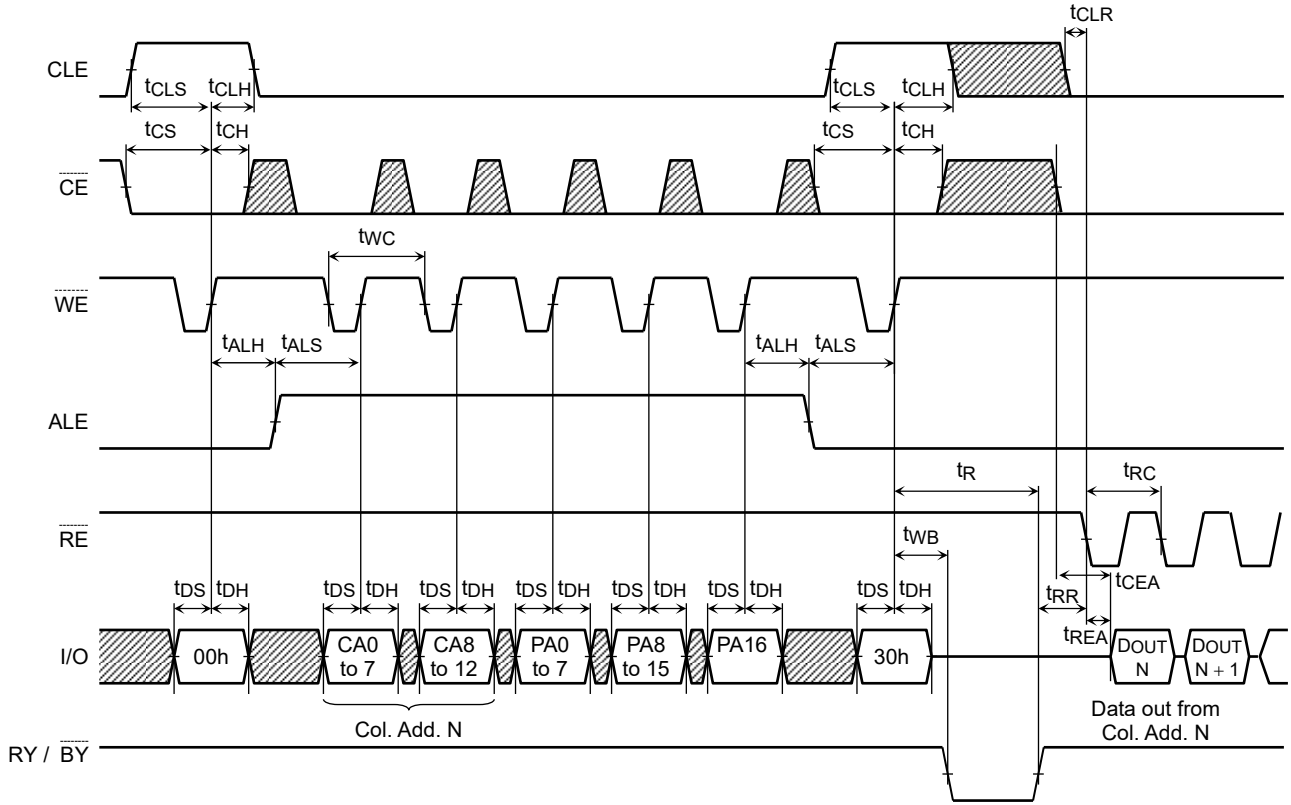 tCLR
CLE
tCLS tCLH tCLS tCLH
tCS tCH tCS tCH
CE
tWC
WE
tALH tALS tALH tALS
ALE
tR tRC
RE
tWB
tDS tDH tDS tDH tDS tDH tDS tDH tDS tDH tDS tDH tDS tDH tRR tCEA
tREA
I/O 00h CA0 to 7 CA8 to 12 PA0 to 7 PA8 to 15 PA16 30h DOUT N DOUT N + 1
Col. Add. N
Data out from
Col. Add. N
RY / BY